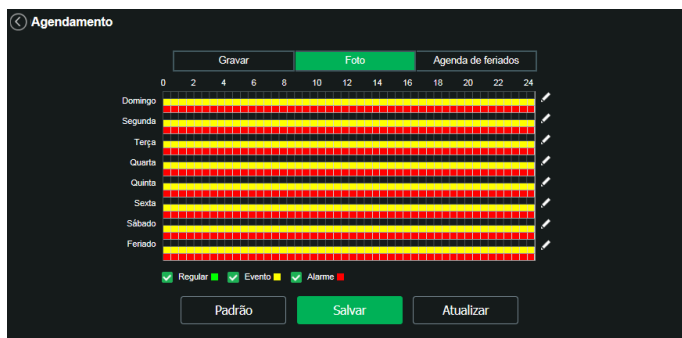 Agendamento
Gravar Foto Agenda de feriados
0 2 4 6 8 10 12 14 16 18 20 22 24
Domingo
Segunda
Terça
Quarta
Quinta
Sexta
Sábado
Feriado
Regular Evento Alarme
Padrão Salvar Atualizar